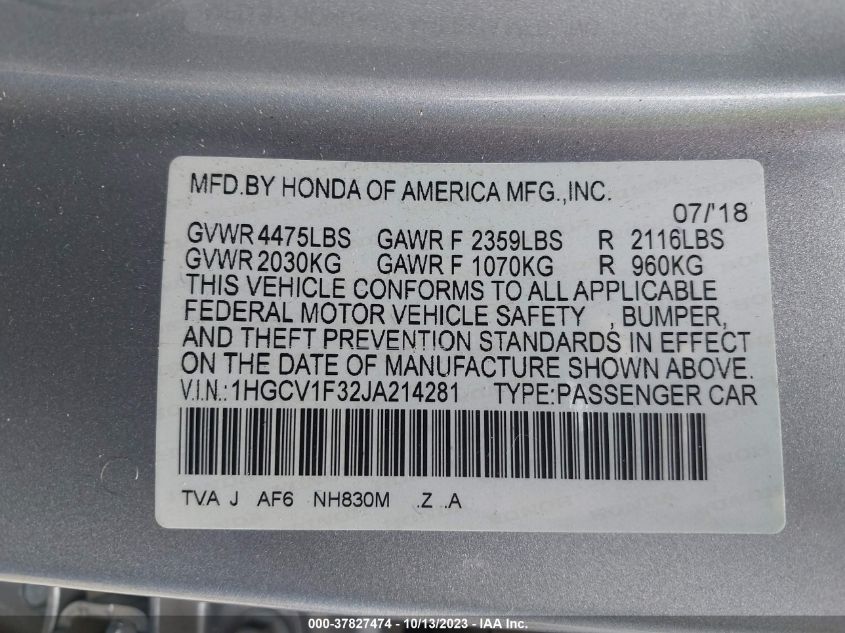 MFD.BY HONDA OF AMERICA MFG.,INC.
07/'18
GVWR 4475LBS GAWR F 2359LBS R 2116LBS
GVWR 2030KG GAWR F 1070KG R 960KG
THIS VEHICLE CONFORMS TO ALL APPLICABLE
FEDERAL MOTOR VEHICLE SAFETY , BUMPER,
AND THEFT PREVENTION STANDARDS IN EFFECT
ON THE DATE OF MANUFACTURE SHOWN ABOVE.
V.I.N.:1HGCV1F32JA214281 TYPE:PASSENGER CAR
TVA J AF6 NH830M .Z .A
000-37827474 - 10/13/2023 - IAA Inc.